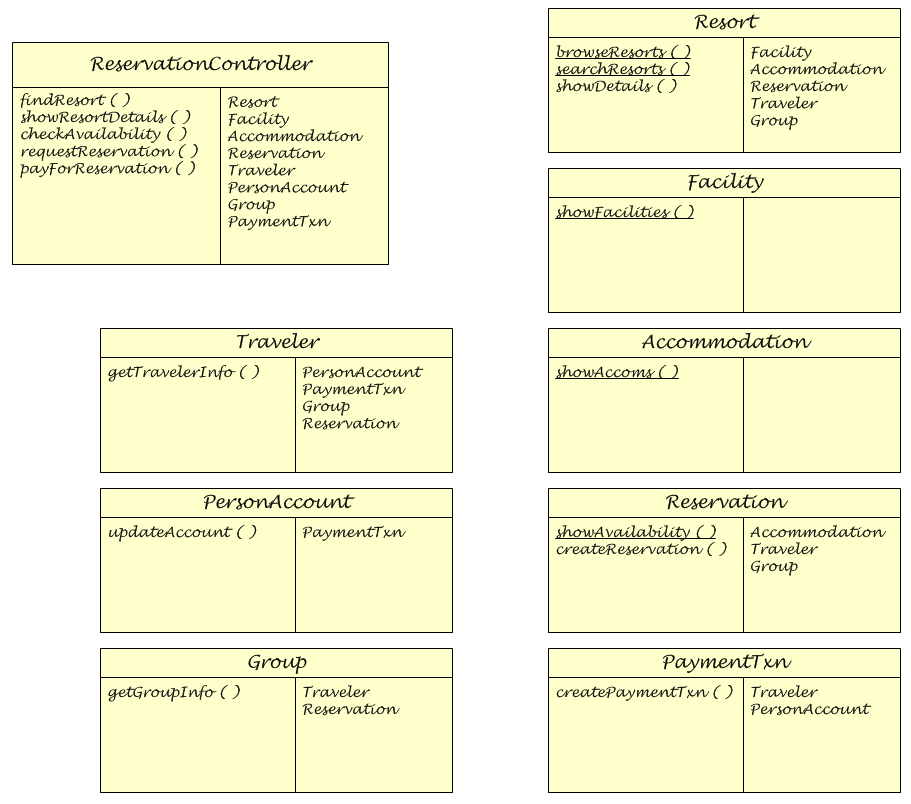 ReservationController
findResort ( )
showResortDetails ( )
checkAvailability ( )
requestReservation ( )
payForReservation ( )
Resort
Facility
Accommodation
Reservation
Traveler
PersonAccount
Group
PaymentTxn
Resort
browseResorts ( )
searchResorts ( )
showDetails ( )
Facility
Accommodation
Reservation
Traveler
Group
Facility
showFacilities ( )
Traveler
getTravelerInfo ( )
PersonAccount
PaymentTxn
Group
Reservation
Accommodation
showAccoms ( )
PersonAccount
updateAccount ( )
PaymentTxn
Reservation
showAvailability ( )
createReservation ( )
Accommodation
Traveler
Group
Group
getGroupInfo ( )
Traveler
Reservation
PaymentTxn
createPaymentTxn ( )
Traveler
PersonAccount